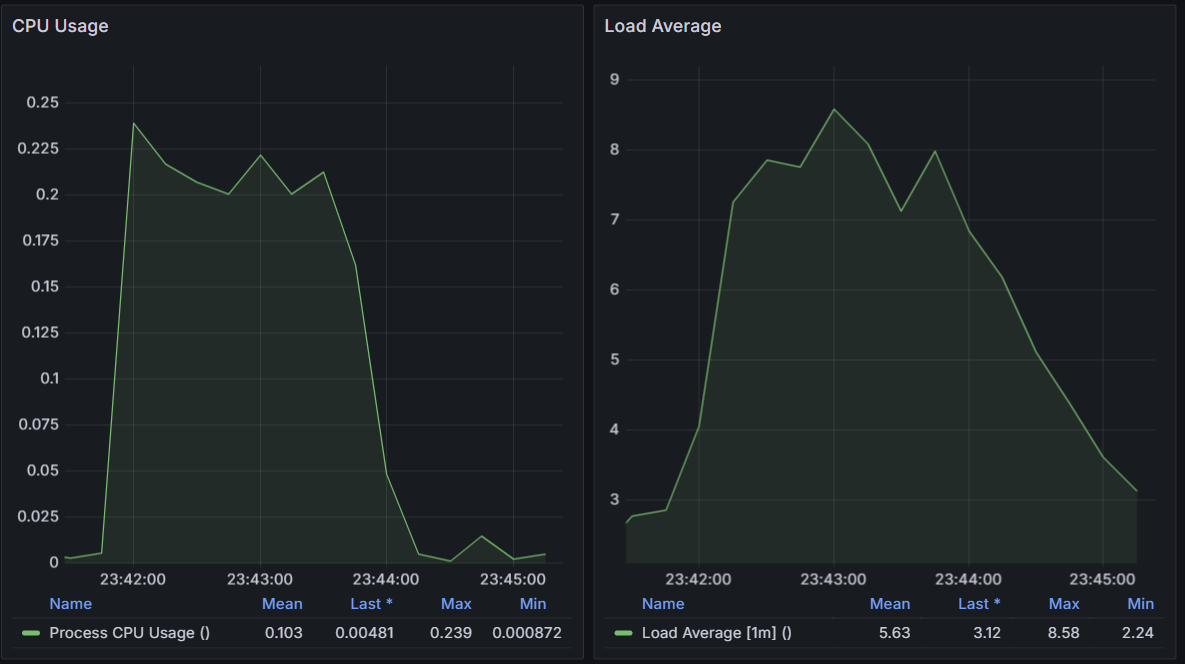 CPU Usage
0.25
0.225
0.2
0.175
0.15
0.125
0.1
0.075
0.05
0.025
0
23:42:00 23:43:00 23:44:00 23:45:00
Name Mean Last * Max Min
Process CPU Usage () 0.103 0.00481 0.239 0.000872
Load Average
9
8
7
6
5
4
3
23:42:00 23:43:00 23:44:00 23:45:00
Name Mean Last * Max Min
Load Average [1m] () 5.63 3.12 8.58 2.24